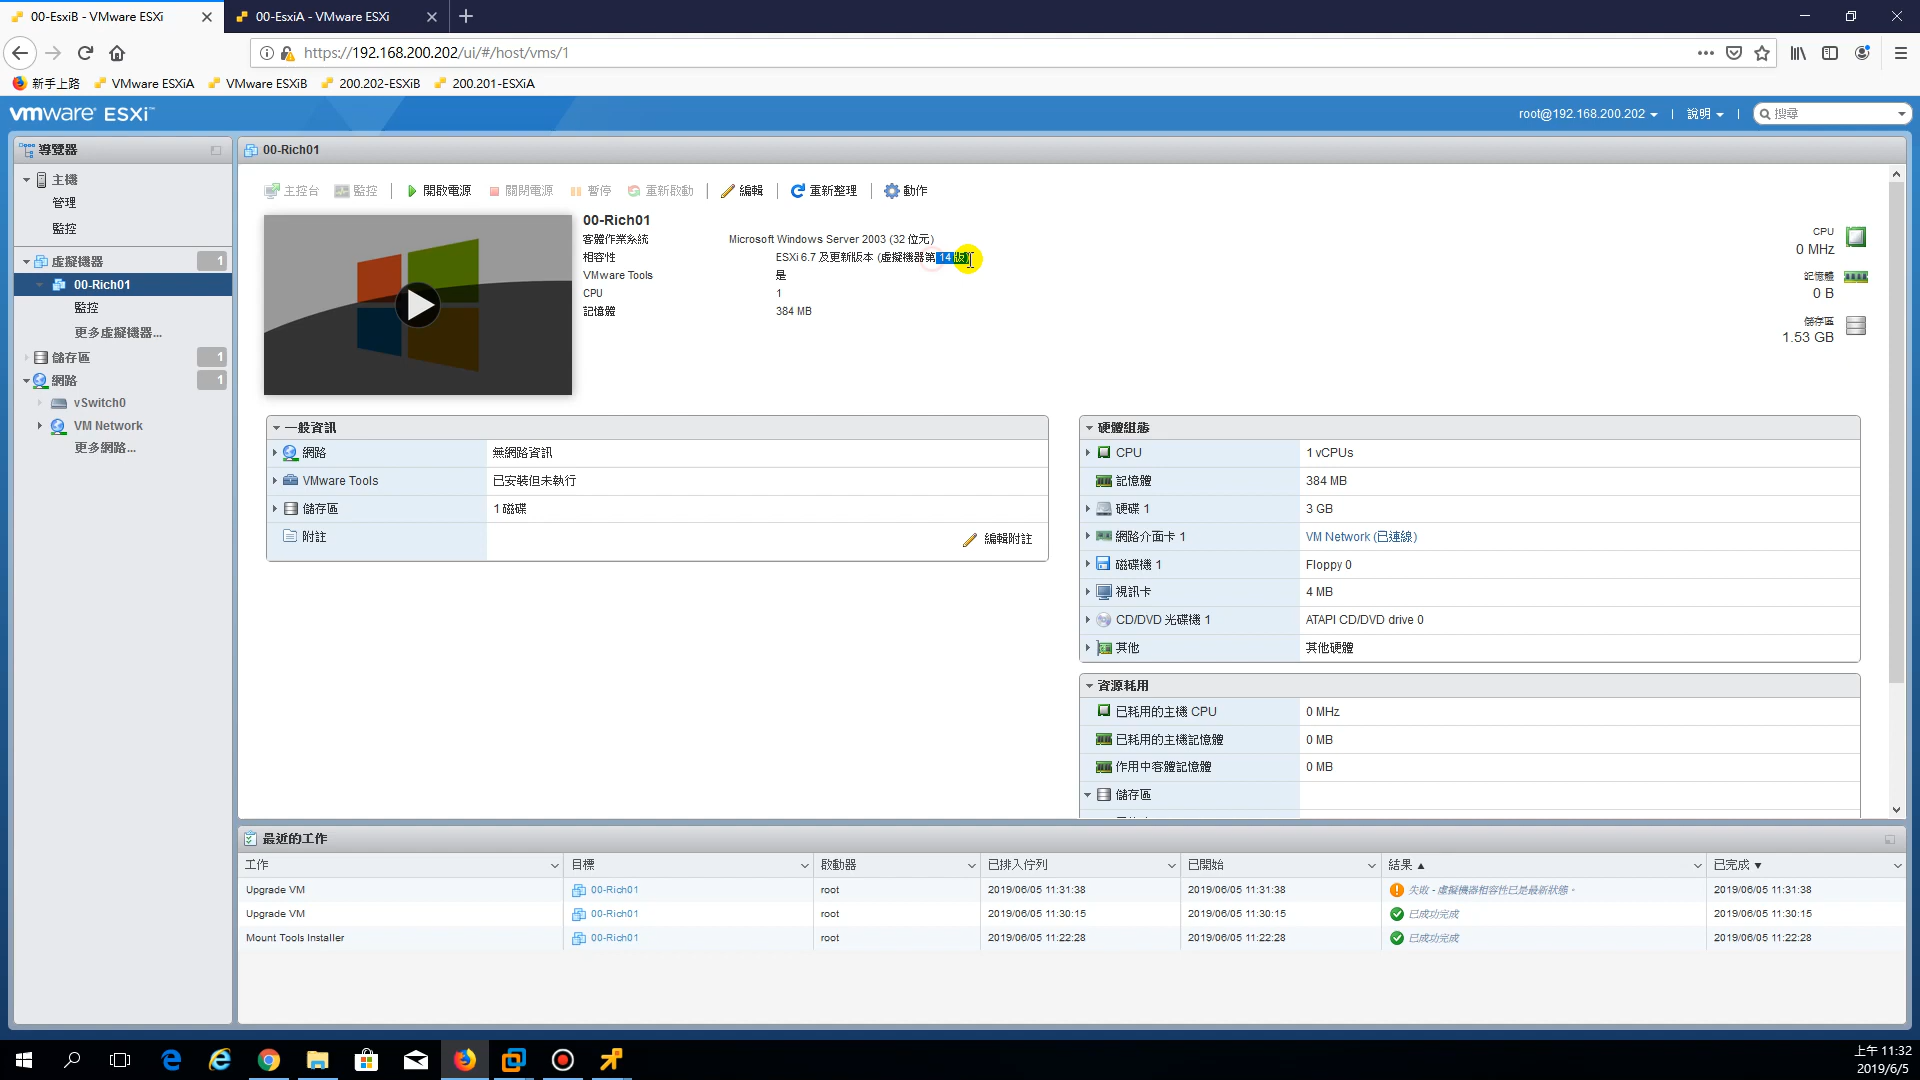 00-EsxiB - VMware ESXi
00-EsxiA - VMware ESXi
https://192.168.200.202/ui/#/host/vms/1
新手上路
VMware ESXiA
VMware ESXiB
200.202-ESXiB
200.201-ESXiA
vmware ESXi™
root@192.168.200.202
說明
搜尋
導覽器
主機
管理
監控
虛擬機器
1
00-Rich01
監控
更多虛擬機器...
儲存區
1
網路
1
vSwitch0
VM Network
更多網路...
00-Rich01
主控台
監控
開啟電源
關閉電源
暫停
重新啟動
編輯
重新整理
動作
00-Rich01
客體作業系統 Microsoft Windows Server 2003 (32 位元)
相容性 ESXi 6.7 及更新版本 (虛擬機器第 14 版)
VMware Tools 是
CPU 1
記憶體 384 MB
CPU
0 MHz
記憶體
0 B
儲存區
1.53 GB
一般資訊
網路 無網路資訊
VMware Tools 已安裝但未執行
儲存區 1 磁碟
附註
編輯附註
硬體組態
CPU 1 vCPUs
記憶體 384 MB
硬碟 1 3 GB
網路介面卡 1 VM Network (已連線)
磁碟機 1 Floppy 0
視訊卡 4 MB
CD/DVD 光碟機 1 ATAPI CD/DVD drive 0
其他 其他硬體
資源耗用
已耗用的主機 CPU 0 MHz
已耗用的主機記憶體 0 MB
作用中客體記憶體 0 MB
儲存區
最近的工作
工作 目標 啟動器 已排入佇列 已開始 結果 ▲ 已完成 ▼
Upgrade VM 00-Rich01 root 2019/06/05 11:31:38 2019/06/05 11:31:38 失敗 - 虛擬機器相容性已是最新狀態。 2019/06/05 11:31:38
Upgrade VM 00-Rich01 root 2019/06/05 11:30:15 2019/06/05 11:30:15 已成功完成 2019/06/05 11:30:15
Mount Tools Installer 00-Rich01 root 2019/06/05 11:22:28 2019/06/05 11:22:28 已成功完成 2019/06/05 11:22:28
上午 11:32
2019/6/5